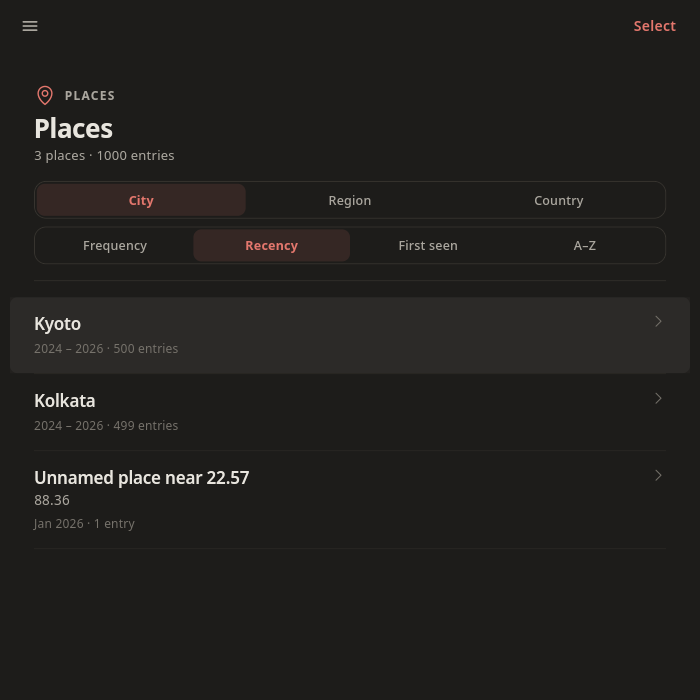 Select
PLACES
Places
3 places · 1000 entries
City Region Country
Frequency Recency First seen A–Z
Kyoto
2024 – 2026 · 500 entries
Kolkata
2024 – 2026 · 499 entries
Unnamed place near 22.57
88.36
Jan 2026 · 1 entry